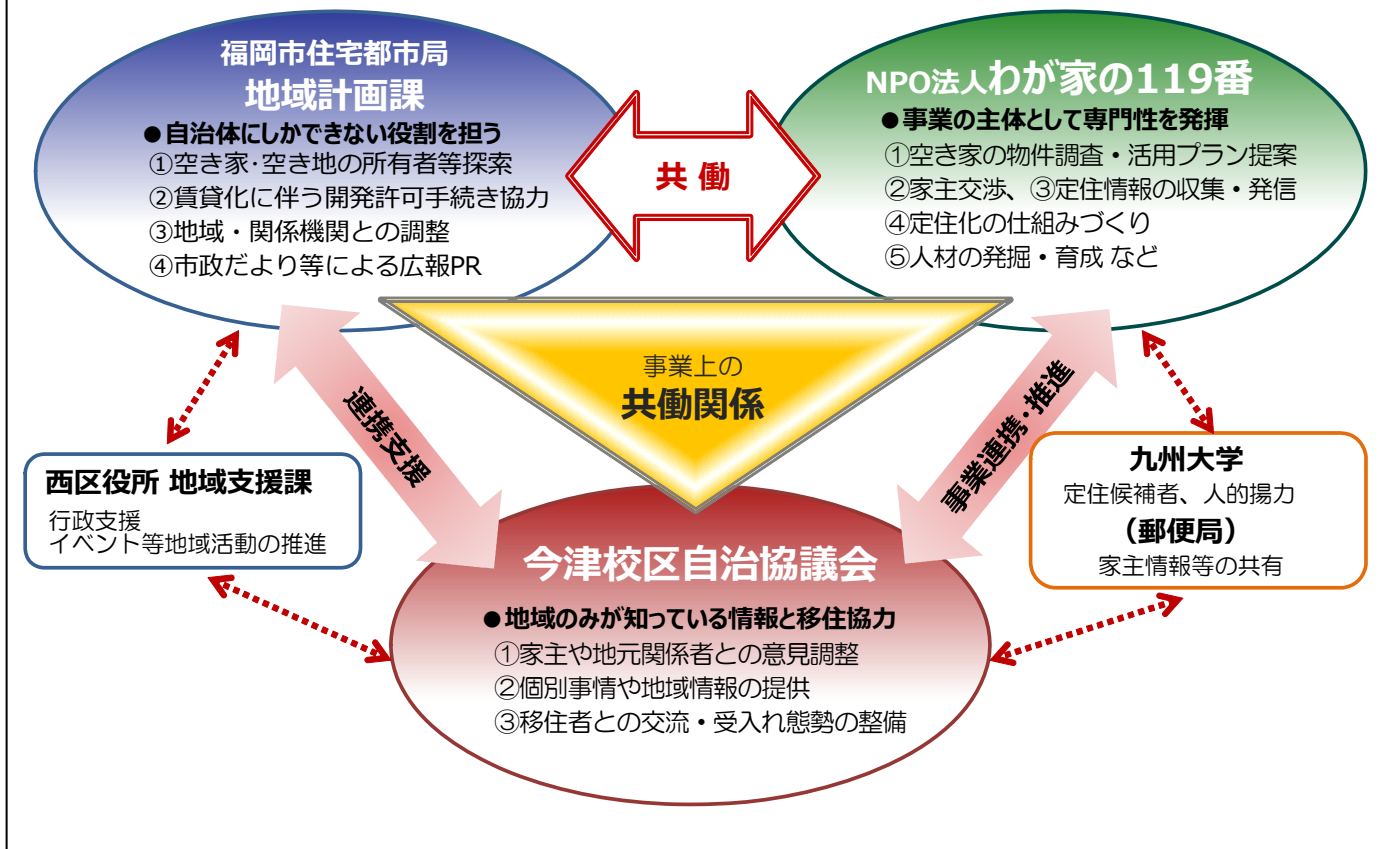 福岡市住宅都市局
地域計画課
●自治体にしかできない役割を担う
①空き家･空き地の所有者等探索
②賃貸化に伴う開発許可手続き協力
③地域・関係機関との調整
④市政だより等による広報PR
共 働
NPO法人わが家の119番
●事業の主体として専門性を発揮
①空き家の物件調査・活用プラン提案
②家主交渉、③定住情報の収集・発信
④定住化の仕組みづくり
⑤人材の発掘・育成 など
事業上の
共働関係
連携支援
事業連携･推進
西区役所 地域支援課
行政支援
イベント等地域活動の推進
九州大学
定住候補者、人的揚力
（郵便局）
家主情報等の共有
今津校区自治協議会
●地域のみが知っている情報と移住協力
①家主や地元関係者との意見調整
②個別事情や地域情報の提供
③移住者との交流・受入れ態勢の整備